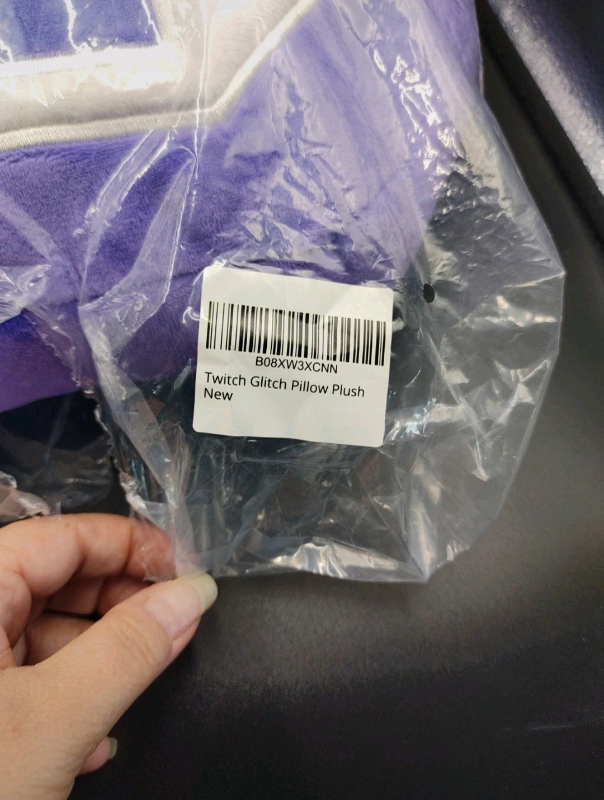 B08XW3XCNN
Twitch Glitch Pillow Plush
New